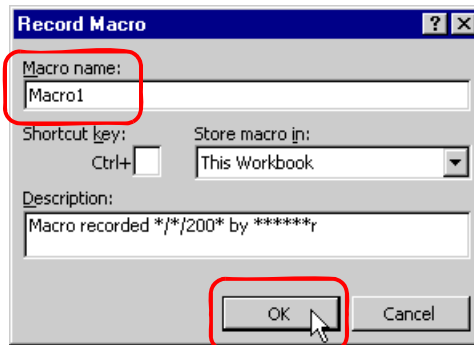 Record Macro
Macro name:
Macro1
Shortcut key: Store macro in:
Ctrl+ This Workbook
Description:
Macro recorded */*/200* by ******r
OK Cancel